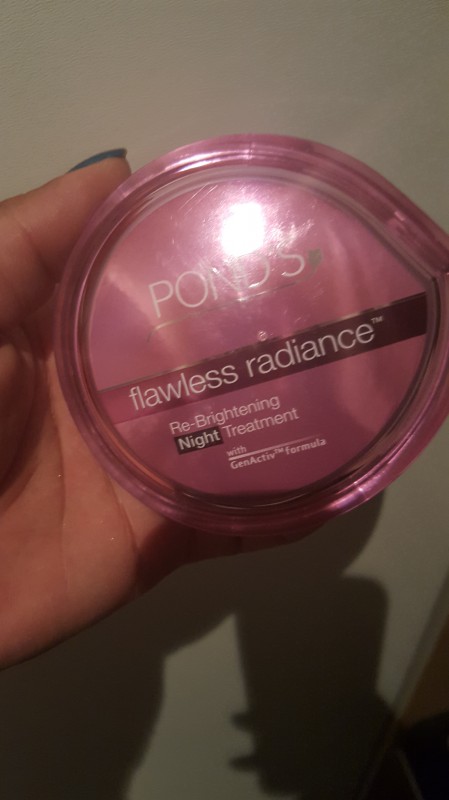 POND'S
flawless radiance™
Re-Brightening
Night Treatment
with
GenActiv™ formula